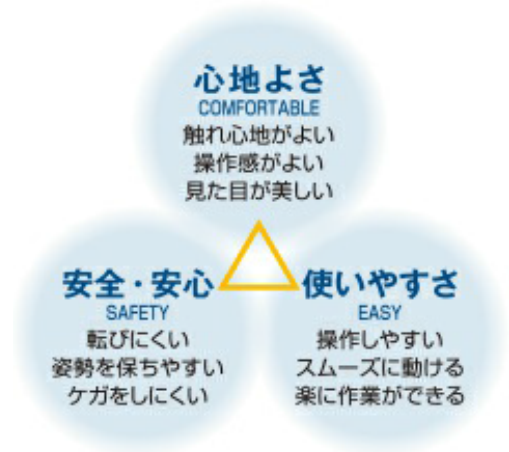 心地よさ
COMFORTABLE
触れ心地がよい
操作感がよい
見た目が美しい
安全・安心
SAFETY
転びにくい
姿勢を保ちやすい
ケガをしにくい
使いやすさ
EASY
操作しやすい
スムーズに動ける
楽に作業ができる